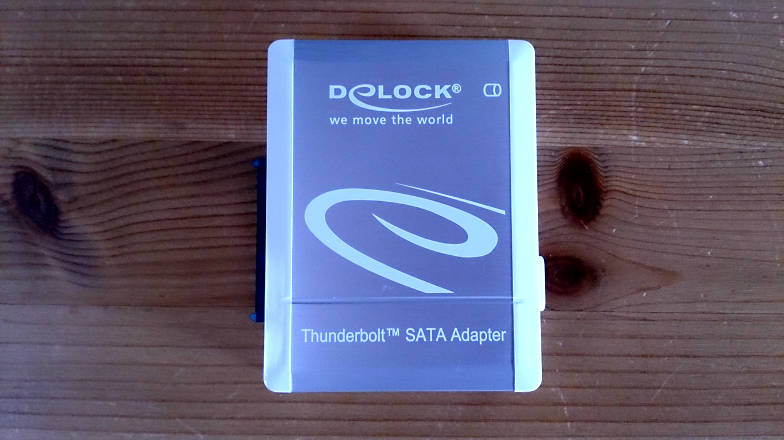 DeLOCK®
we move the world
Thunderbolt™ SATA Adapter